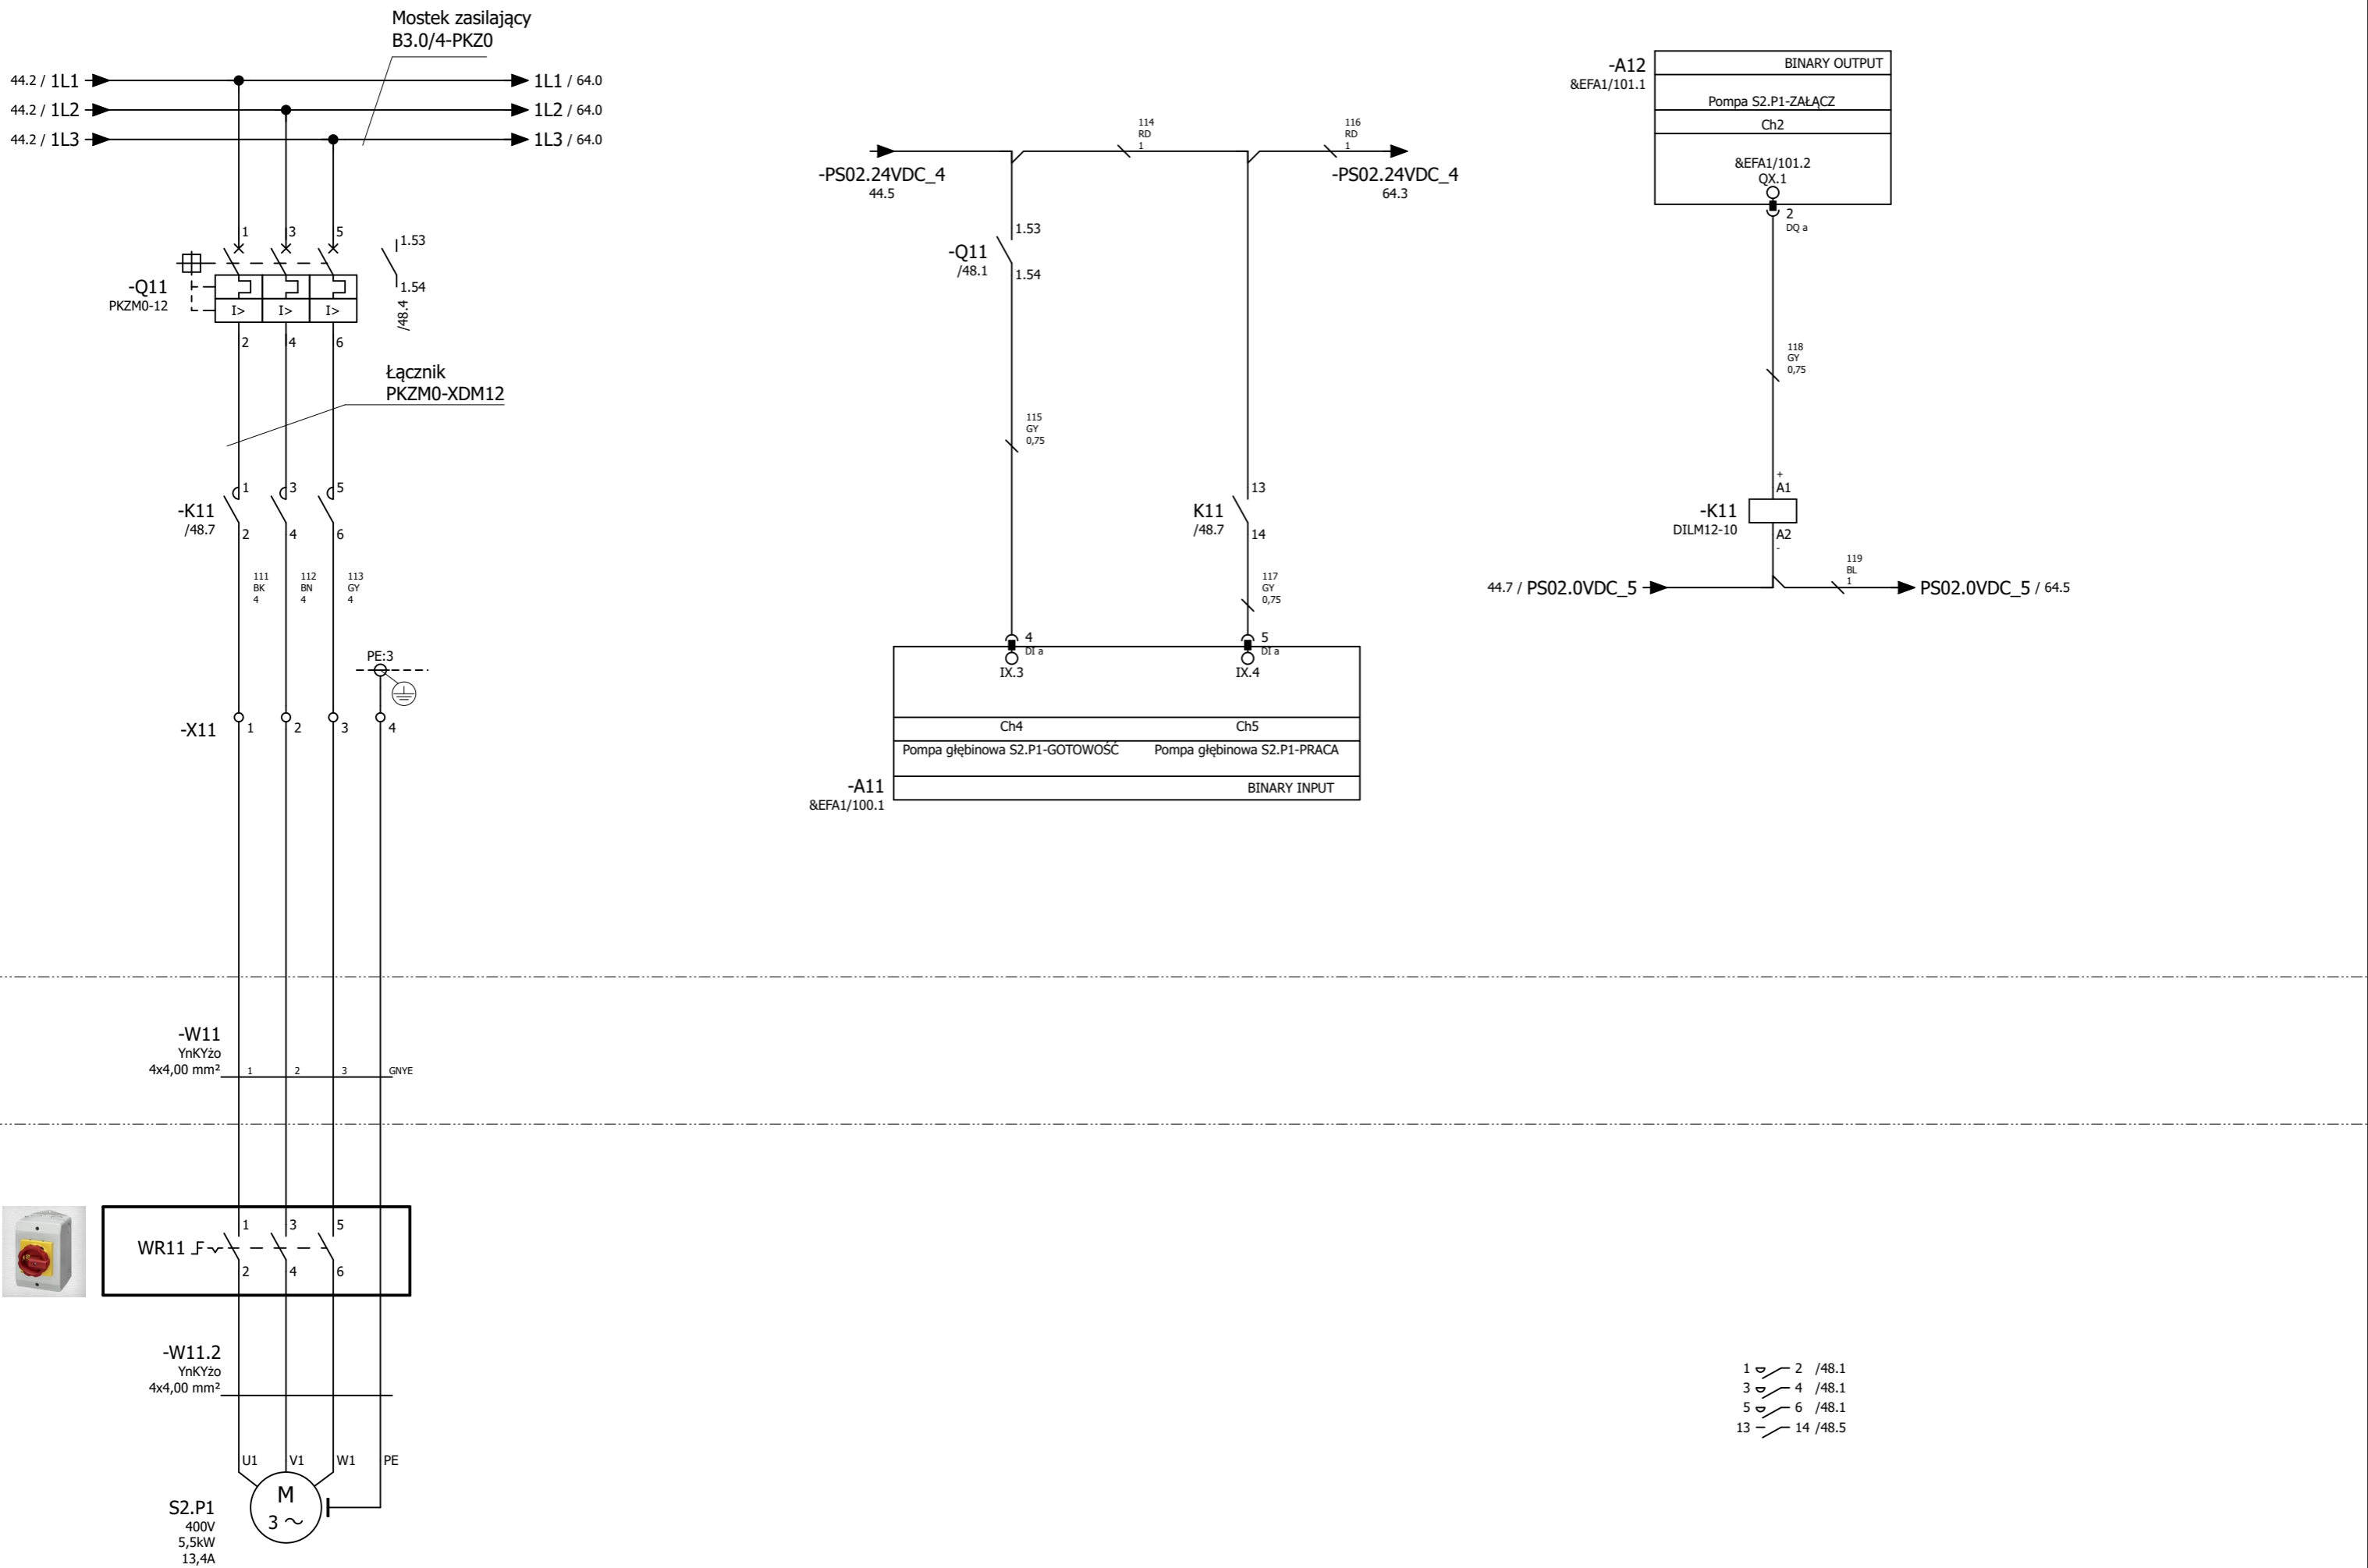 Mostek zasilający
B3.0/4-PKZ0
44.2 / 1L1
1L1 / 64.0
44.2 / 1L2
1L2 / 64.0
44.2 / 1L3
1L3 / 64.0
1
3
5
1.53
1.54
/48.4
-Q11
PKZM0-12
I>
I>
I>
2
4
6
Łącznik
PKZM0-XDM12
-K11
/48.7
1
3
5
2
4
6
111
BK
4
112
BN
4
113
GY
4
PE:3
-X11
1
2
3
4
-W11
YnKYżo
4x4,00 mm²
1
2
3
GNYE
WR11
1
3
5
2
4
6
-W11.2
YnKYżo
4x4,00 mm²
U1
V1
W1
PE
M
3 ~
S2.P1
400V
5,5kW
13,4A
-PS02.24VDC_4
44.5
114
RD
1
116
RD
1
-PS02.24VDC_4
64.3
-Q11
/48.1
1.53
1.54
115
GY
0,75
K11
/48.7
13
14
117
GY
0,75
4
DI a
IX.3
5
DI a
IX.4
Ch4
Ch5
Pompa głębinowa S2.P1-GOTOWOŚĆ
Pompa głębinowa S2.P1-PRACA
-A11
&EFA1/100.1
BINARY INPUT
-A12
&EFA1/101.1
BINARY OUTPUT
Pompa S2.P1-ZAŁĄCZ
Ch2
&EFA1/101.2
QX.1
2
DQ a
118
GY
0,75
-K11
DILM12-10
+
A1
A2
-
44.7 / PS02.0VDC_5
119
BL
1
PS02.0VDC_5 / 64.5
1 2 /48.1
3 4 /48.1
5 6 /48.1
13 14 /48.5